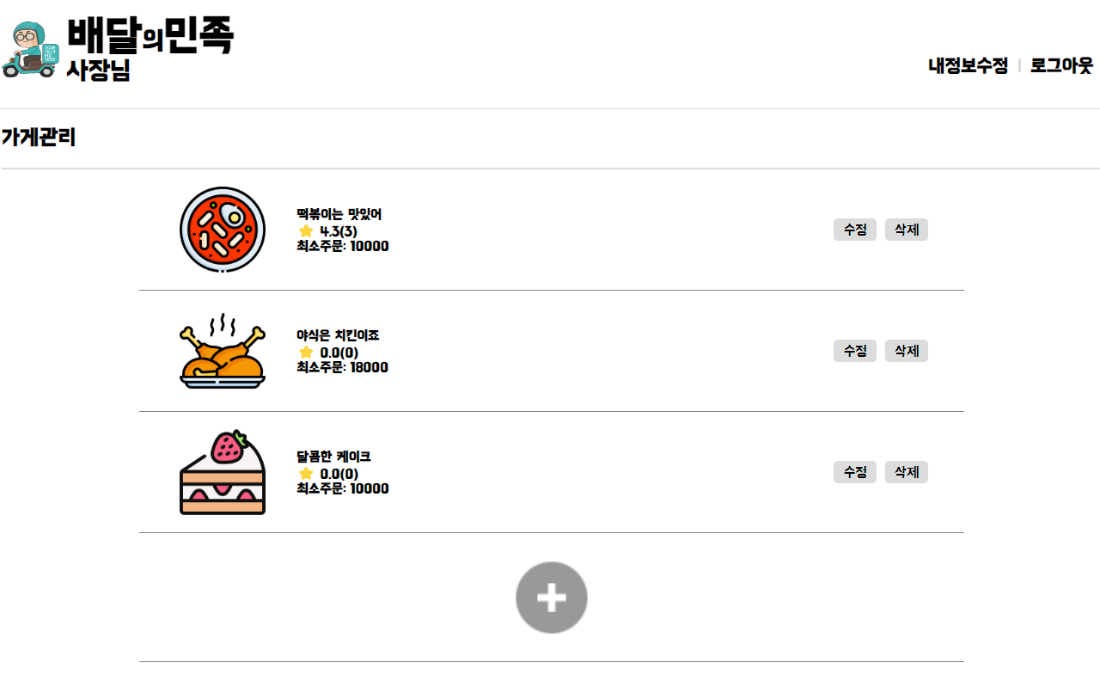 배달의민족
사장님
내정보수정 | 로그아웃
가게관리
떡볶이는 맛있어
4.3(3)
최소주문: 10000
수정 삭제
야식은 치킨이죠
0.0(0)
최소주문: 18000
수정 삭제
달콤한 케이크
0.0(0)
최소주문: 10000
수정 삭제